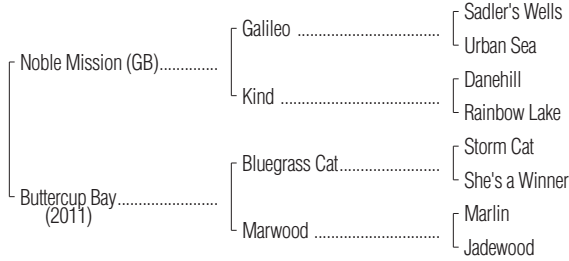 Sadler's Wells
Galileo ..................................
Urban Sea
Noble Mission (GB)..............
Danehill
Kind ......................................
Rainbow Lake
Storm Cat
Bluegrass Cat........................
She's a Winner
Buttercup Bay........................
(2011)
Marlin
Marwood ..............................
Jadewood